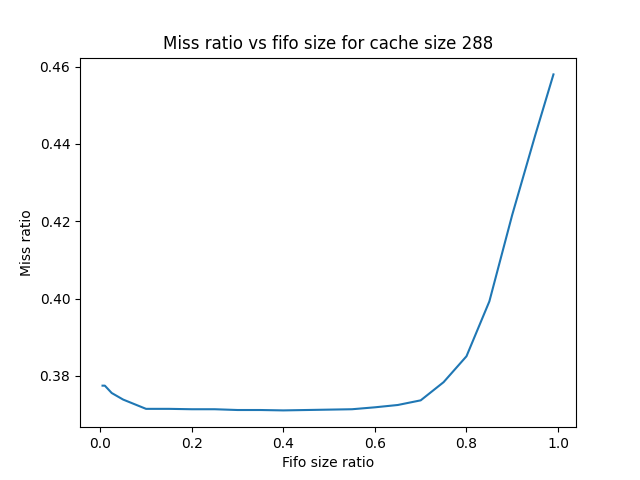 Miss ratio vs fifo size for cache size 288
0.46
0.44
0.42
0.40
0.38
Miss ratio
0.0 0.2 0.4 0.6 0.8 1.0
Fifo size ratio